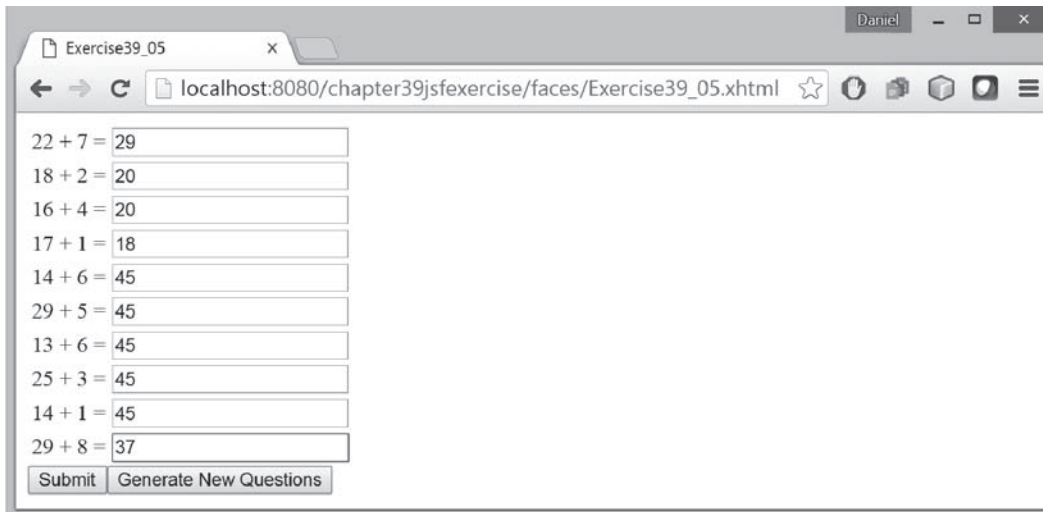 Daniel
Exercise39_05
localhost:8080/chapter39jsfexercise/faces/Exercise39_05.xhtml
22 + 7 = 29
18 + 2 = 20
16 + 4 = 20
17 + 1 = 18
14 + 6 = 45
29 + 5 = 45
13 + 6 = 45
25 + 3 = 45
14 + 1 = 45
29 + 8 = 37
Submit Generate New Questions